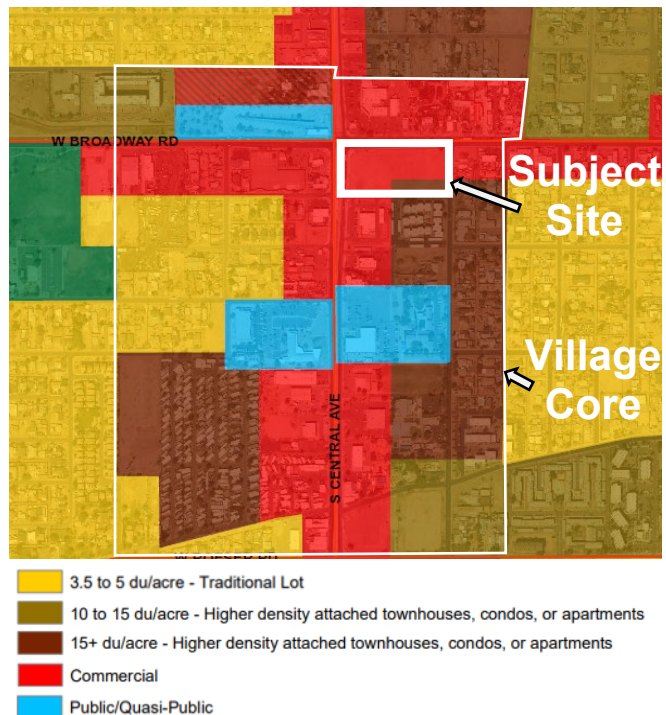 W BROADWAY RD
Subject
Site
Village
Core
S CENTRAL AVE
3.5 to 5 du/acre - Traditional Lot
10 to 15 du/acre - Higher density attached townhouses, condos, or apartments
15+ du/acre - Higher density attached townhouses, condos, or apartments
Commercial
Public/Quasi-Public